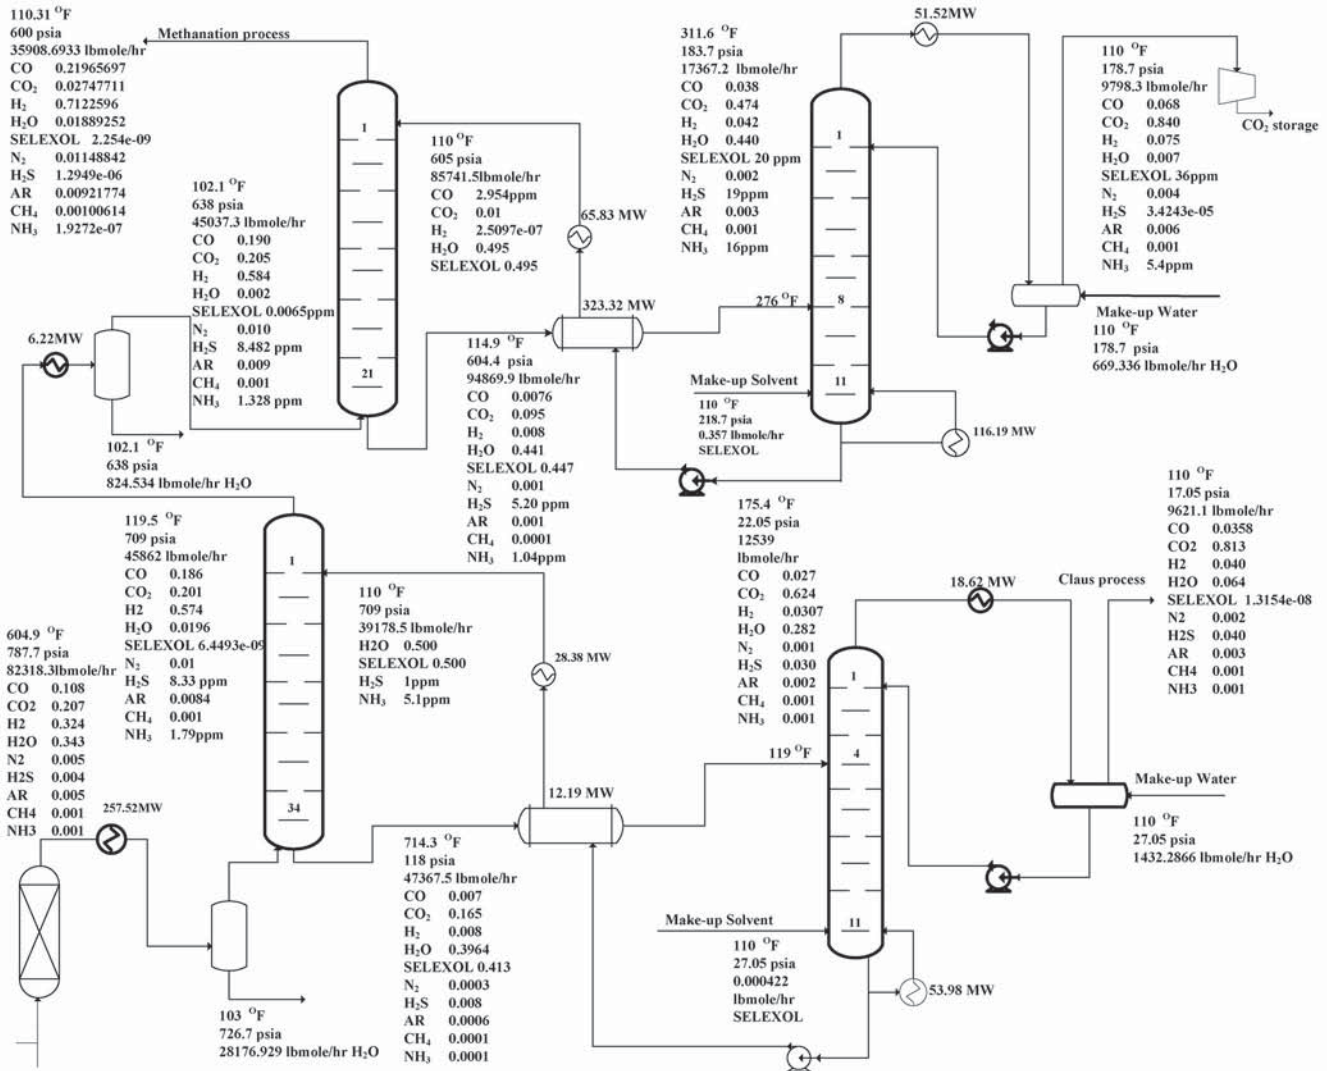 110.31 °F
600 psia
35908.6933 lbmole/hr
CO 0.21965697
CO₂ 0.02747711
H₂ 0.7122596
H₂O 0.01889252
SELEXOL 2.254e-09
N₂ 0.01148842
H₂S 1.2949e-06
AR 0.00921774
CH₄ 0.00100614
NH₃ 1.9272e-07
Methanation process
1
21
102.1 °F
638 psia
45037.3 lbmole/hr
CO 0.190
CO₂ 0.205
H₂ 0.584
H₂O 0.002
SELEXOL 0.0065ppm
N₂ 0.010
H₂S 8.482 ppm
AR 0.009
CH₄ 0.001
NH₃ 1.328 ppm
6.22MW
102.1 °F
638 psia
824.534 lbmole/hr H₂O
110 °F
605 psia
85741.5lbmole/hr
CO 2.954ppm
CO₂ 0.01
H₂ 2.5097e-07
H₂O 0.495
SELEXOL 0.495
65.83 MW
323.32 MW
114.9 °F
604.4 psia
94869.9 lbmole/hr
CO 0.0076
CO₂ 0.095
H₂ 0.008
H₂O 0.441
SELEXOL 0.447
N₂ 0.001
H₂S 5.20 ppm
AR 0.001
CH₄ 0.0001
NH₃ 1.04ppm
311.6 °F
183.7 psia
17367.2 lbmole/hr
CO 0.038
CO₂ 0.474
H₂ 0.042
H₂O 0.440
SELEXOL 20 ppm
N₂ 0.002
H₂S 19ppm
AR 0.003
CH₄ 0.001
NH₃ 16ppm
276 °F
51.52MW
1
8
11
110 °F
178.7 psia
9798.3 lbmole/hr
CO 0.068
CO₂ 0.840
H₂ 0.075
H₂O 0.007
SELEXOL 36ppm
N₂ 0.004
H₂S 3.4243e-05
AR 0.006
CH₄ 0.001
NH₃ 5.4ppm
CO₂ storage
Make-up Water
110 °F
178.7 psia
669.336 lbmole/hr H₂O
Make-up Solvent
110 °F
218.7 psia
0.357 lbmole/hr
SELEXOL
116.19 MW
119.5 °F
709 psia
45862 lbmole/hr
CO 0.186
CO₂ 0.201
H2 0.574
H₂O 0.0196
SELEXOL 6.4493e-09
N₂ 0.01
H₂S 8.33 ppm
AR 0.0084
CH₄ 0.001
NH₃ 1.79ppm
1
34
110 °F
709 psia
39178.5 lbmole/hr
H2O 0.500
SELEXOL 0.500
H₂S 1ppm
NH₃ 5.1ppm
28.38 MW
604.9 °F
787.7 psia
82318.3lbmole/hr
CO 0.108
CO2 0.207
H2 0.324
H2O 0.343
N2 0.005
H2S 0.004
AR 0.005
CH4 0.001
NH3 0.001
257.52MW
103 °F
726.7 psia
28176.929 lbmole/hr H₂O
12.19 MW
714.3 °F
118 psia
47367.5 lbmole/hr
CO 0.007
CO₂ 0.165
H₂ 0.008
H₂O 0.3964
SELEXOL 0.413
N₂ 0.0003
H₂S 0.008
AR 0.0006
CH₄ 0.0001
NH₃ 0.0001
175.4 °F
22.05 psia
12539
lbmole/hr
CO 0.027
CO₂ 0.624
H₂ 0.0307
H₂O 0.282
N₂ 0.001
H₂S 0.030
AR 0.002
CH₄ 0.001
NH₃ 0.001
119 °F
18.62 MW
1
4
11
Claus process
110 °F
17.05 psia
9621.1 lbmole/hr
CO 0.0358
CO2 0.813
H2 0.040
H2O 0.064
SELEXOL 1.3154e-08
N2 0.002
H2S 0.040
AR 0.003
CH4 0.001
NH3 0.001
Make-up Water
110 °F
27.05 psia
1432.2866 lbmole/hr H₂O
Make-up Solvent
110 °F
27.05 psia
0.000422
lbmole/hr
SELEXOL
53.98 MW